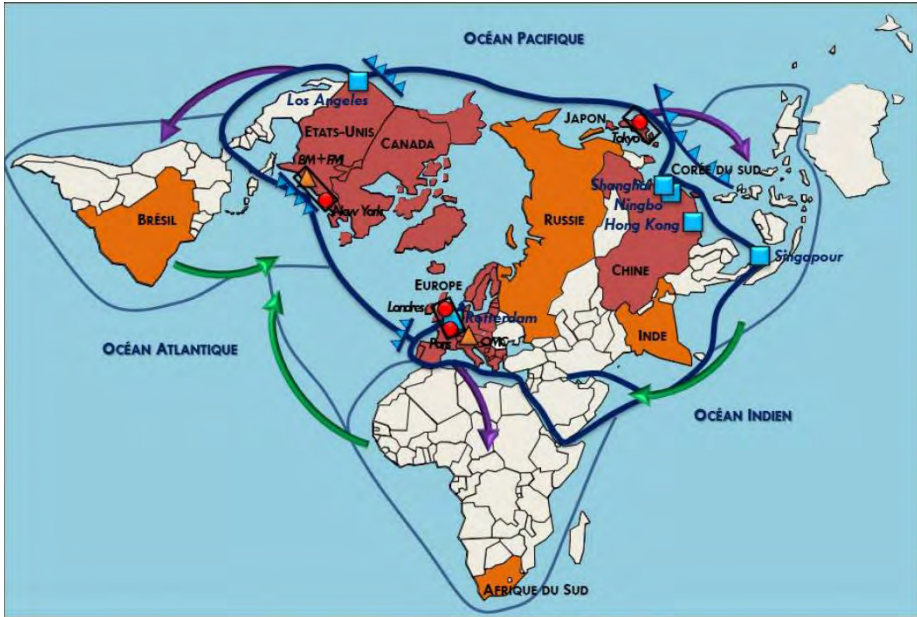 OCÉAN PACIFIQUE
Los Angeles
ETATS-UNIS
CANADA
JAPON
Tokyo
CORÉE DU SUD
BM+FMI
New York
BRÉSIL
Shanghai
Ningbo
Hong Kong
RUSSIE
CHINE
Singapour
EUROPE
Londres
Rotterdam
Paris
OMC
INDE
OCÉAN ATLANTIQUE
OCÉAN INDIEN
AFRIQUE DU SUD